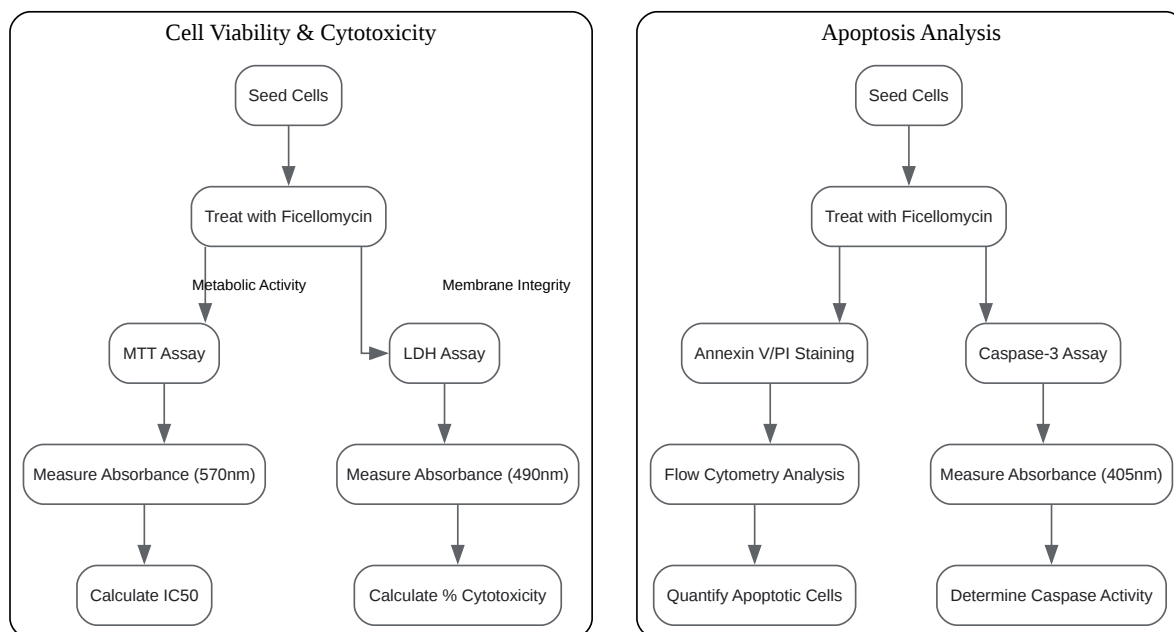 Cell Viability & Cytotoxicity
Seed Cells
Treat with Ficellomycin
Metabolic Activity
Membrane Integrity
MTT Assay
LDH Assay
Measure Absorbance (570nm)
Measure Absorbance (490nm)
Calculate IC50
Calculate % Cytotoxicity
Apoptosis Analysis
Seed Cells
Treat with Ficellomycin
Annexin V/PI Staining
Caspase-3 Assay
Flow Cytometry Analysis
Measure Absorbance (405nm)
Quantify Apoptotic Cells
Determine Caspase Activity